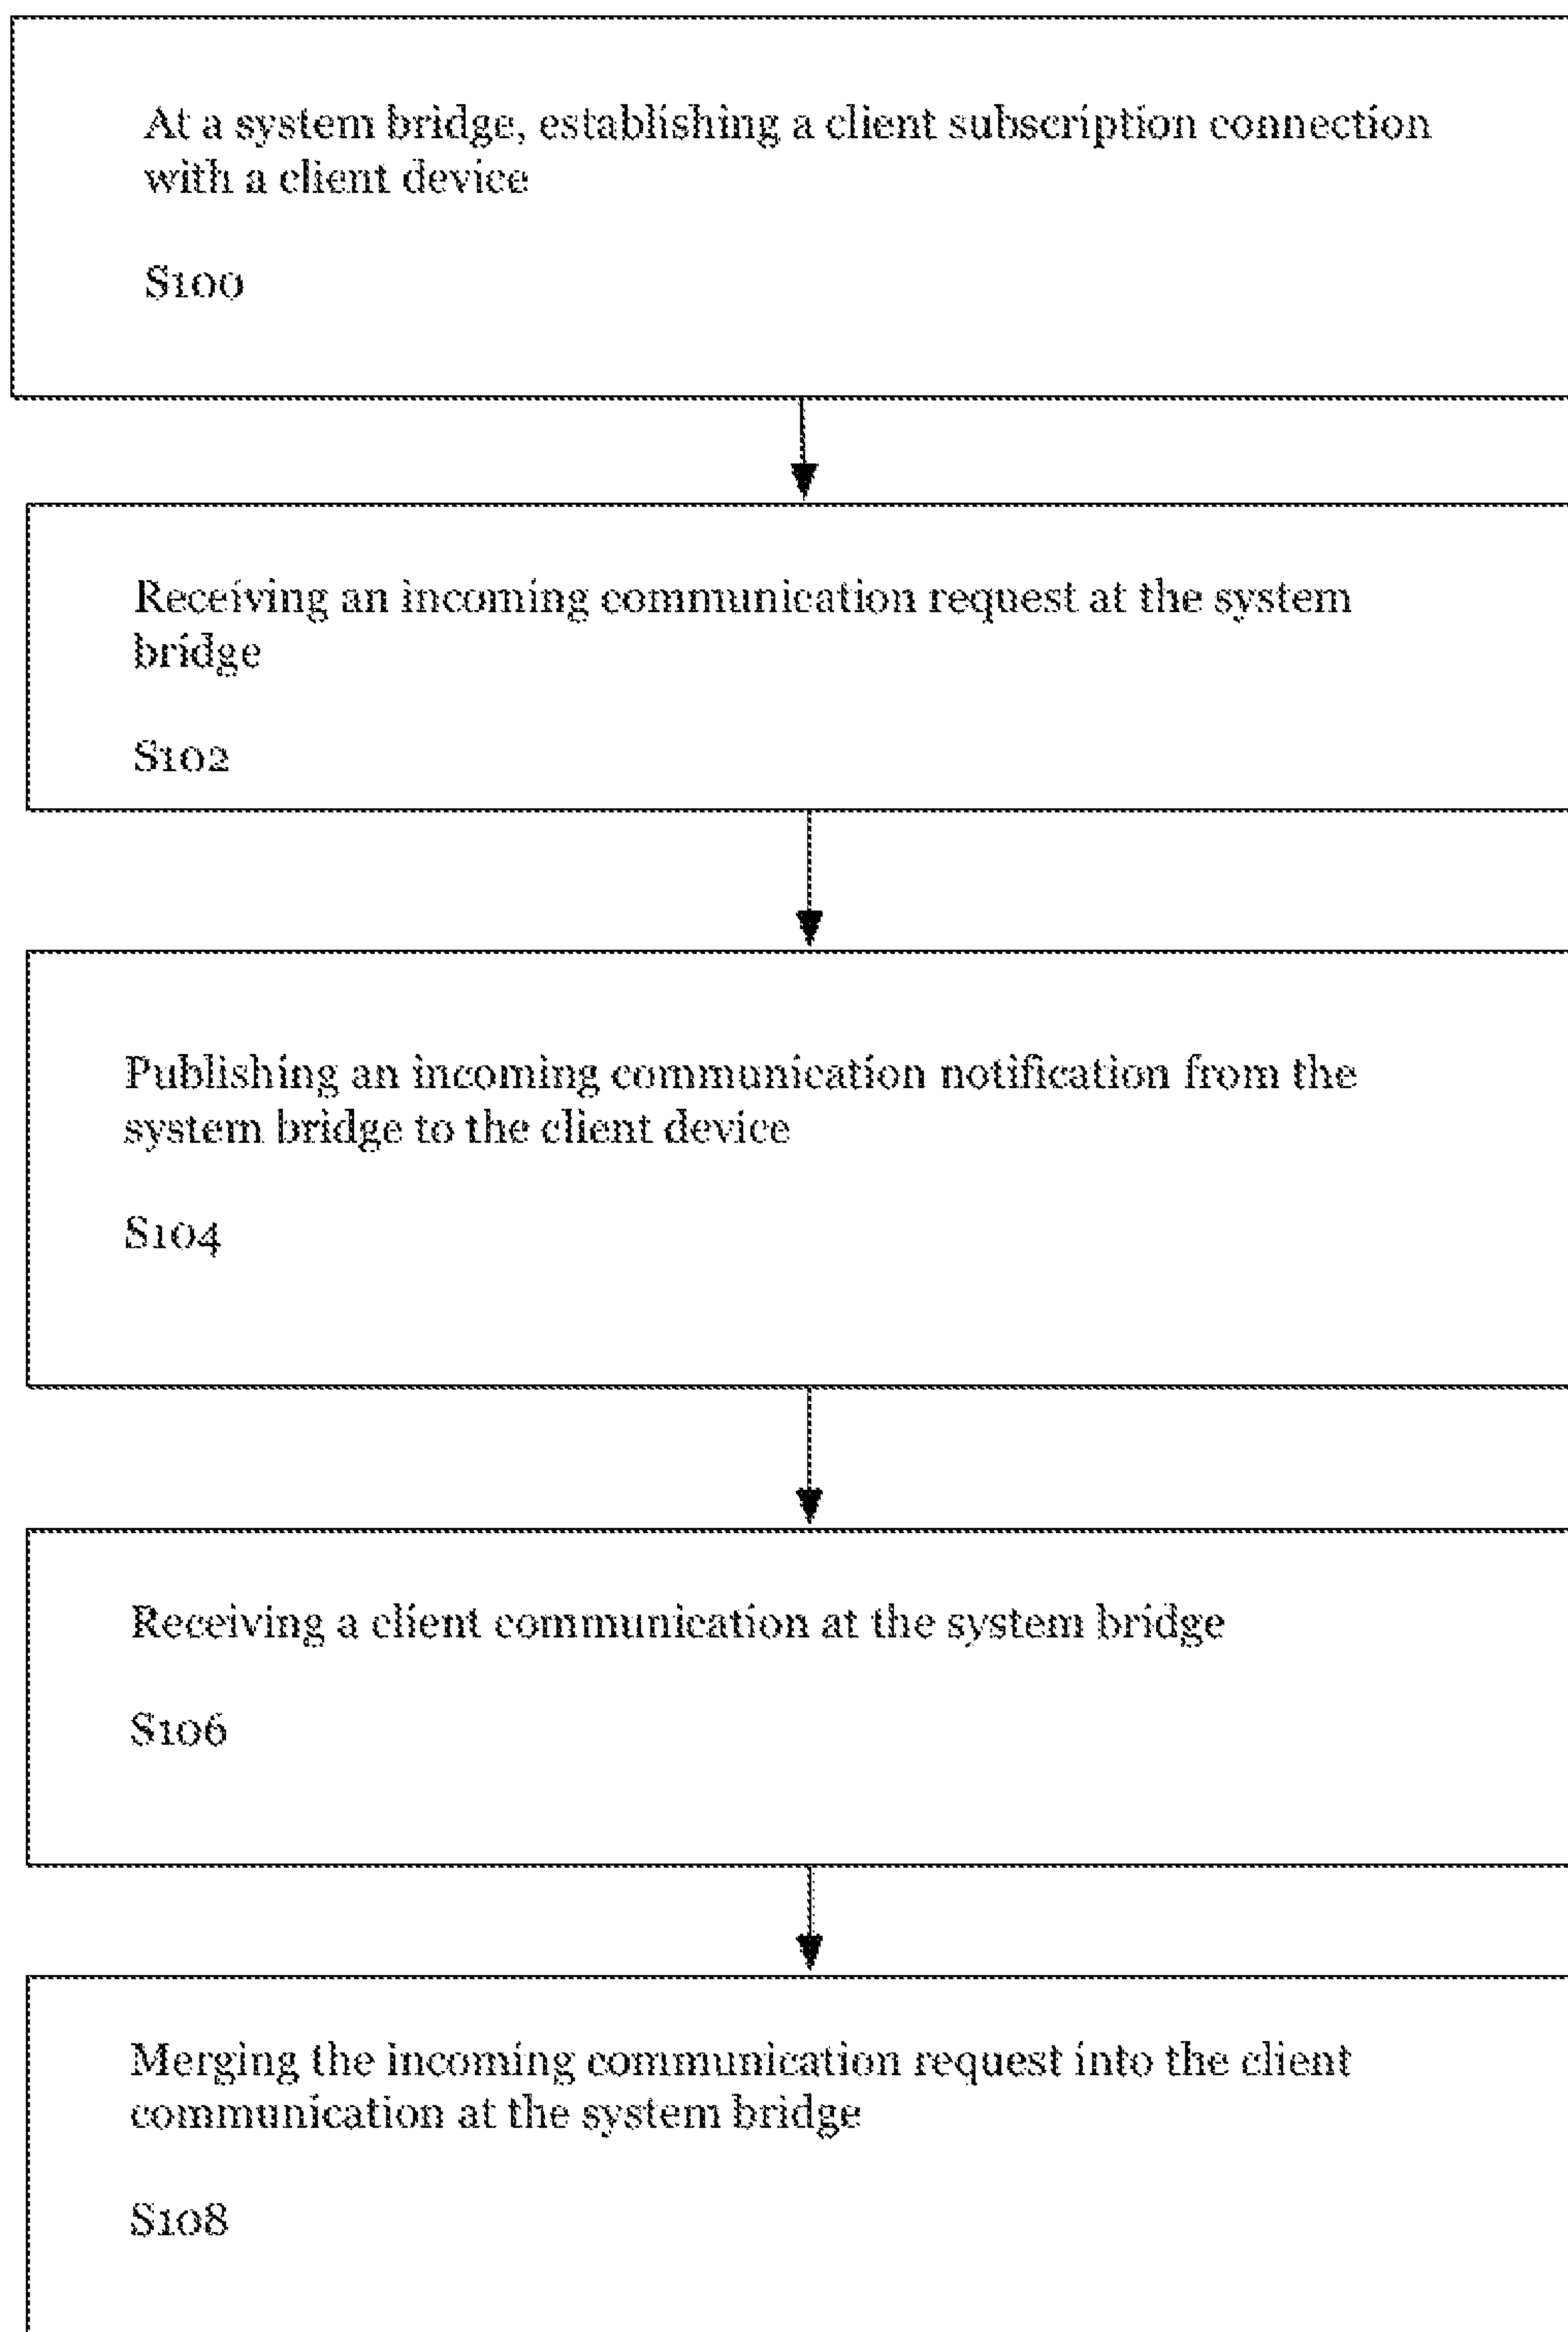 At a system bridge, establishing a client subscription connection
with a client device
S100
Receiving an incoming communication request at the system
bridge
S102
Publishing an incoming communication notification from the
system bridge to the client device
S104
Receiving a client communication at the system bridge
S106
Merging the incoming communication request into the client
communication at the system bridge
S108